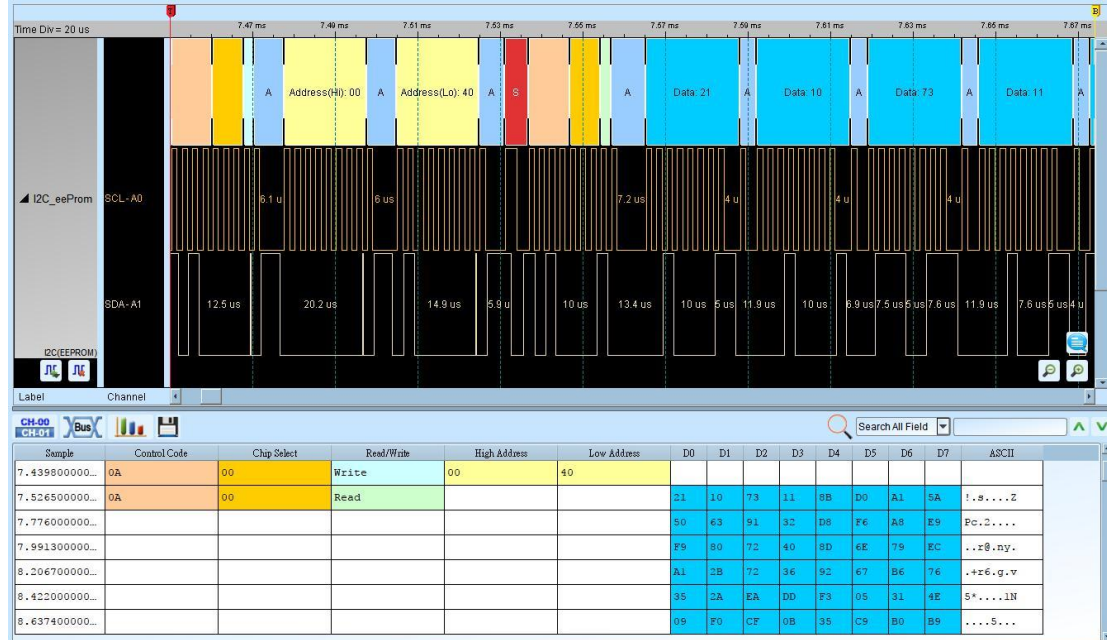 T
B
Time Div = 20 us
7.47 ms 7.49 ms 7.51 ms 7.53 ms 7.55 ms 7.57 ms 7.59 ms 7.61 ms 7.63 ms 7.65 ms 7.67 ms
A Address(Hi): 00 A Address(Lo): 40 A S A Data: 21 A Data: 10 A Data: 73 A Data: 11 A
I2C_eeProm SCL-A0 6.1 u 6 us 7.2 us 4 u 4 u 4 u
SDA-A1 12.5 us 20.2 us 14.9 us 5.9 u 10 us 13.4 us 10 us 5 us 11.9 us 10 us 6.9 us 7.5 us 5 us 7.6 us 11.9 us 7.6 us 5 us 4 u
I2C(EEPROM)
Label Channel
CH-00
CH-01 Bus Search All Field
Sample Control Code Chip Select Read/Write High Address Low Address D0 D1 D2 D3 D4 D5 D6 D7 ASCII
7.439800000... 0A 00 Write 00 40
7.526500000... 0A 00 Read 21 10 73 11 8B D0 A1 5A !.s....Z
7.776000000... 50 63 91 32 D8 F6 A8 E9 Pc.2....
7.991300000... F9 80 72 40 8D 6E 79 EC ..r@.ny.
8.206700000... A1 2B 72 36 92 67 B6 76 .+r6.g.v
8.422000000... 35 2A EA DD F3 05 31 4E 5*....1N
8.637400000... 09 F0 CF 0B 35 C9 B0 B9 ....5...